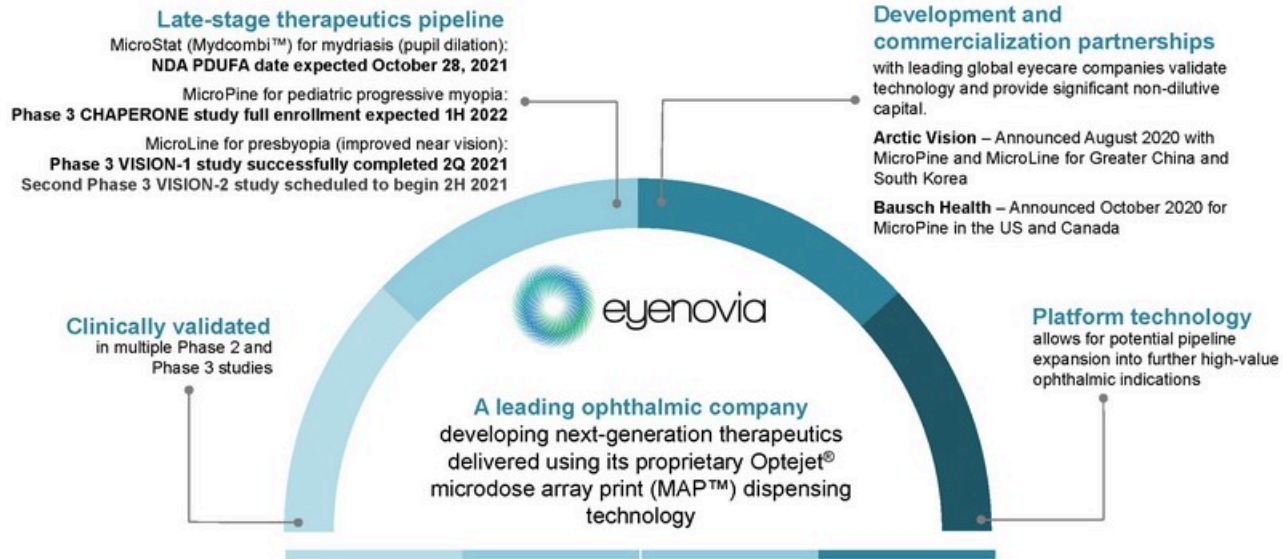 Late-stage therapeutics pipeline
MicroStat (Mydcombi™) for mydriasis (pupil dilation):
NDA PDUFA date expected October 28, 2021
MicroPine for pediatric progressive myopia:
Phase 3 CHAPERONE study full enrollment expected 1H 2022
MicroLine for presbyopia (improved near vision):
Phase 3 VISION-1 study successfully completed 2Q 2021
Second Phase 3 VISION-2 study scheduled to begin 2H 2021
Development and
commercialization partnerships
with leading global eyecare companies validate
technology and provide significant non-dilutive
capital.
Arctic Vision – Announced August 2020 with
MicroPine and MicroLine for Greater China and
South Korea
Bausch Health – Announced October 2020 for
MicroPine in the US and Canada
Clinically validated
in multiple Phase 2 and
Phase 3 studies
eyenovia
A leading ophthalmic company
developing next-generation therapeutics
delivered using its proprietary Optejet®
microdose array print (MAP™) dispensing
technology
Platform technology
allows for potential pipeline
expansion into further high-value
ophthalmic indications